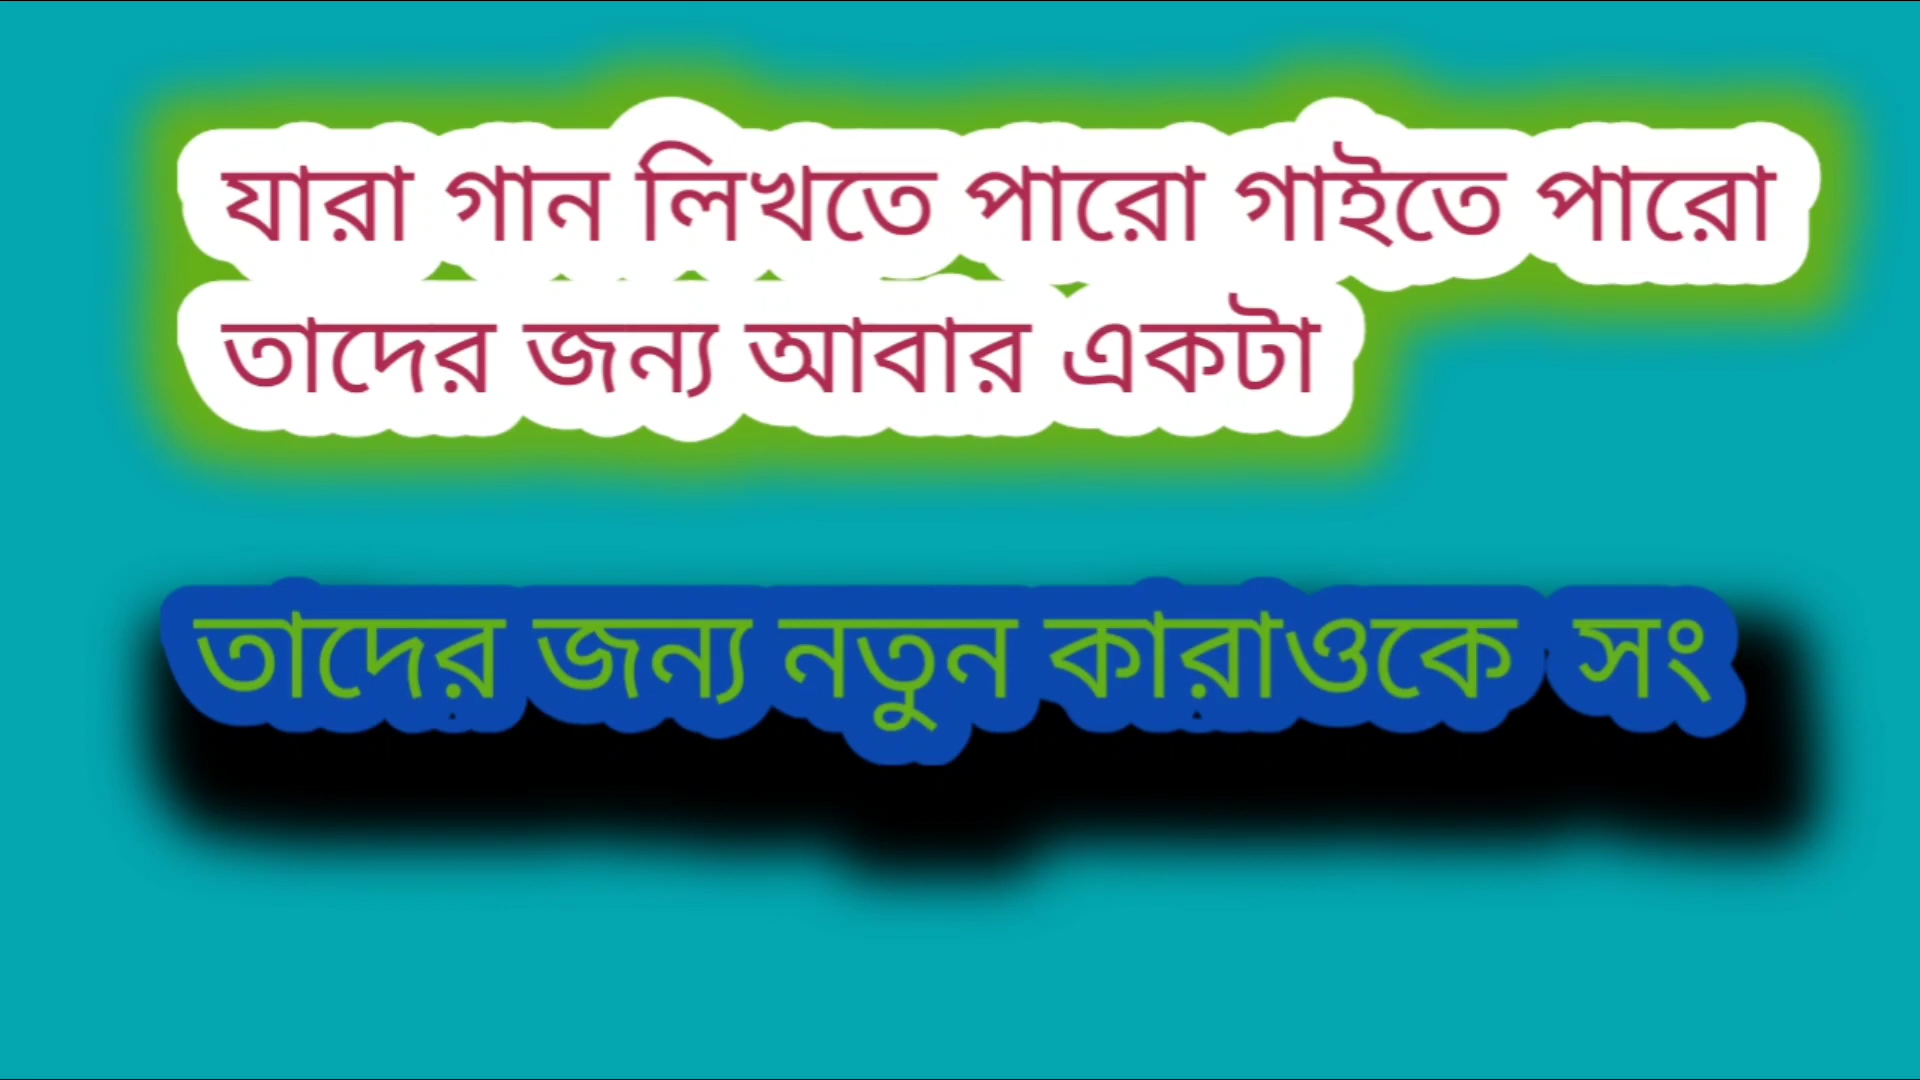 যারা গান লিখতে পারো গাইতে পারো
তাদের জন্য আবার একটা
তাদের জন্য নতুন কারাওকে সং